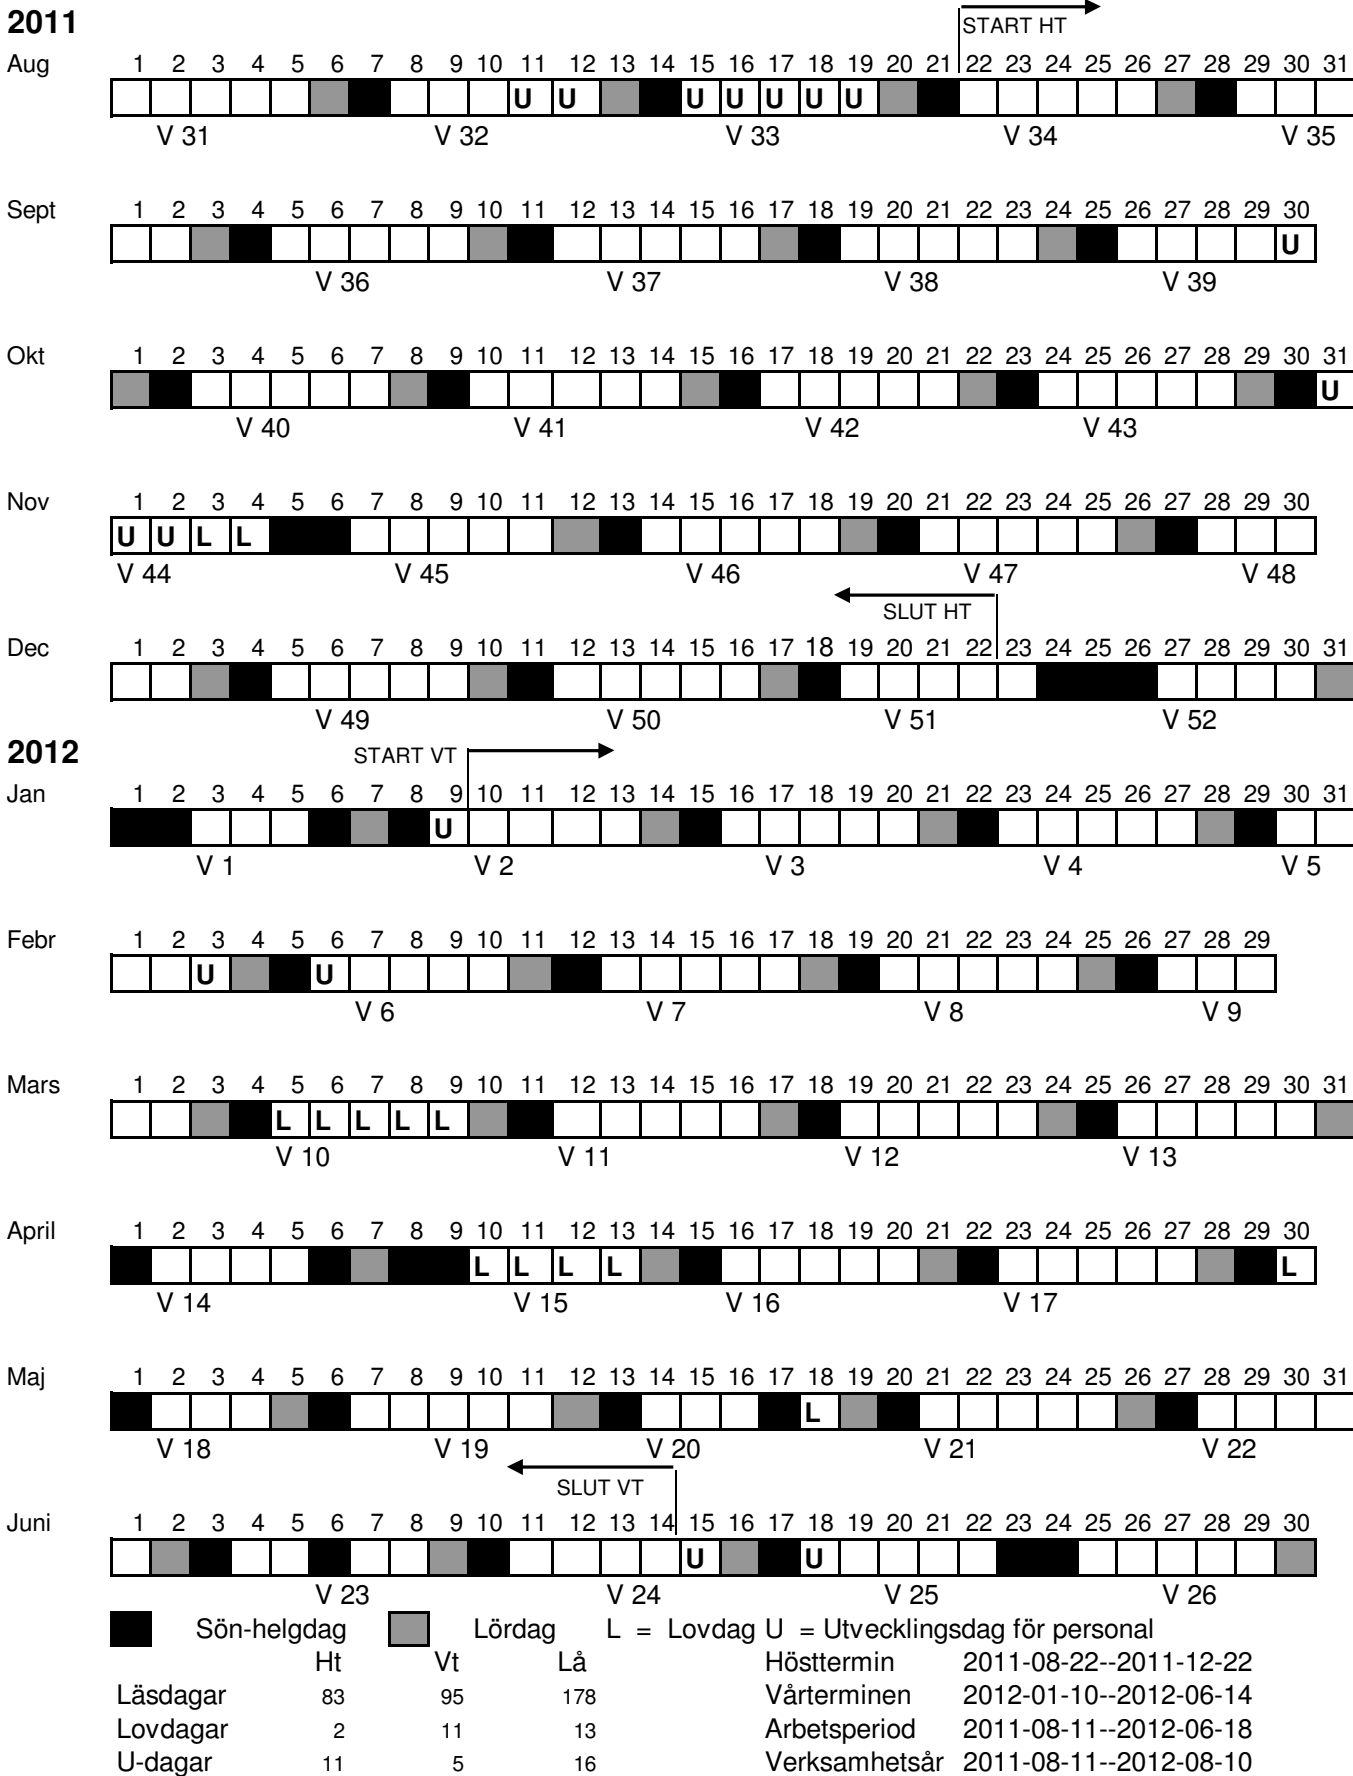 2011
START HT
Aug 1 2 3 4 5 6 7 8 9 10 11 12 13 14 15 16 17 18 19 20 21 22 23 24 25 26 27 28 29 30 31
U U U U U U U
V 31 V 32 V 33 V 34 V 35
Sept 1 2 3 4 5 6 7 8 9 10 11 12 13 14 15 16 17 18 19 20 21 22 23 24 25 26 27 28 29 30
U
V 36 V 37 V 38 V 39
Okt 1 2 3 4 5 6 7 8 9 10 11 12 13 14 15 16 17 18 19 20 21 22 23 24 25 26 27 28 29 30 31
U
V 40 V 41 V 42 V 43
Nov 1 2 3 4 5 6 7 8 9 10 11 12 13 14 15 16 17 18 19 20 21 22 23 24 25 26 27 28 29 30
U U L L
V 44 V 45 V 46 V 47 V 48
SLUT HT
Dec 1 2 3 4 5 6 7 8 9 10 11 12 13 14 15 16 17 18 19 20 21 22 23 24 25 26 27 28 29 30 31
V 49 V 50 V 51 V 52
2012
START VT
Jan 1 2 3 4 5 6 7 8 9 10 11 12 13 14 15 16 17 18 19 20 21 22 23 24 25 26 27 28 29 30 31
U
V 1 V 2 V 3 V 4 V 5
Febr 1 2 3 4 5 6 7 8 9 10 11 12 13 14 15 16 17 18 19 20 21 22 23 24 25 26 27 28 29
U U
V 6 V 7 V 8 V 9
Mars 1 2 3 4 5 6 7 8 9 10 11 12 13 14 15 16 17 18 19 20 21 22 23 24 25 26 27 28 29 30 31
L L L L L
V 10 V 11 V 12 V 13
April 1 2 3 4 5 6 7 8 9 10 11 12 13 14 15 16 17 18 19 20 21 22 23 24 25 26 27 28 29 30
L L L L L
V 14 V 15 V 16 V 17
Maj 1 2 3 4 5 6 7 8 9 10 11 12 13 14 15 16 17 18 19 20 21 22 23 24 25 26 27 28 29 30 31
L
V 18 V 19 V 20 V 21 V 22
SLUT VT
Juni 1 2 3 4 5 6 7 8 9 10 11 12 13 14 15 16 17 18 19 20 21 22 23 24 25 26 27 28 29 30
U U
V 23 V 24 V 25 V 26
Sön-helgdag Lördag L = Lovdag U = Utvecklingsdag för personal
Ht Vt Lå Hösttermin 2011-08-22--2011-12-22
Läsdagar 83 95 178 Vårterminen 2012-01-10--2012-06-14
Lovdagar 2 11 13 Arbetsperiod 2011-08-11--2012-06-18
U-dagar 11 5 16 Verksamhetsår 2011-08-11--2012-08-10